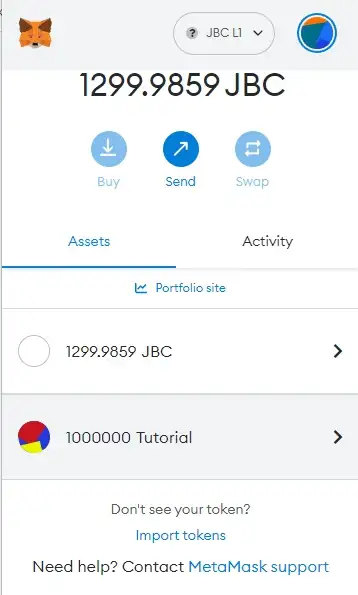 JBC L1
1299.9859 JBC
Buy Send Swap
Assets Activity
Portfolio site
1299.9859 JBC
1000000 Tutorial
Don't see your token?
Import tokens
Need help? Contact MetaMask support